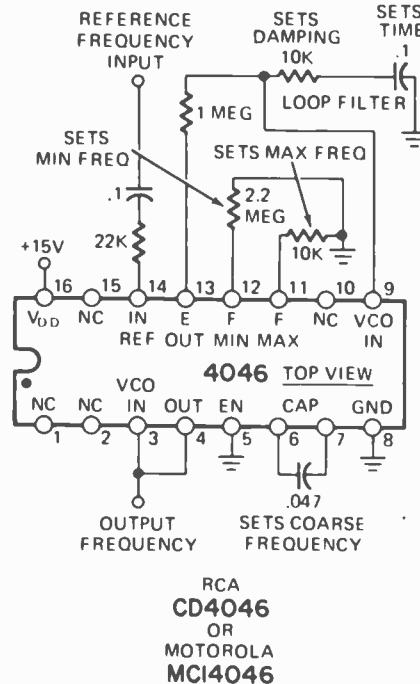 REFERENCE
FREQUENCY
INPUT
SETS
DAMPING
10K
SETS
TIME
.1
LOOP FILTER
1 MEG
SETS
MIN FREQ
SETS MAX FREQ
.1
2.2
MEG
22K
10K
+15V
16 15 14 13 12 11 10 9
VDD NC IN E F F NC VCO
IN
REF OUT MIN MAX
4046 TOP VIEW
NC NC VCO
IN OUT EN CAP GND
1 2 3 4 5 6 7 8
.047
OUTPUT
FREQUENCY
SETS COARSE
FREQUENCY
RCA
CD4046
OR
MOTOROLA
MC14046